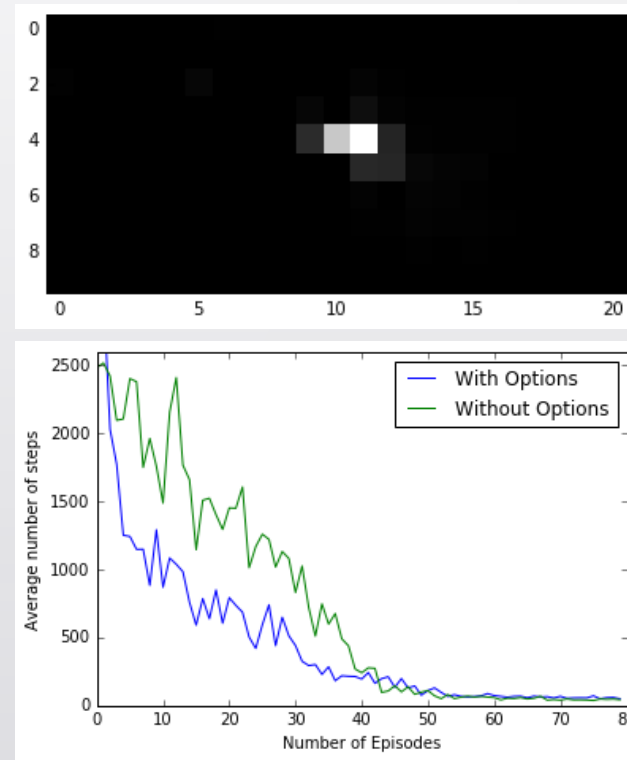 0
2
4
6
8
0 5 10 15 20
2500
2000
1500
1000
500
0
With Options
Without Options
Average number of steps
0 10 20 30 40 50 60 70 8
Number of Episodes